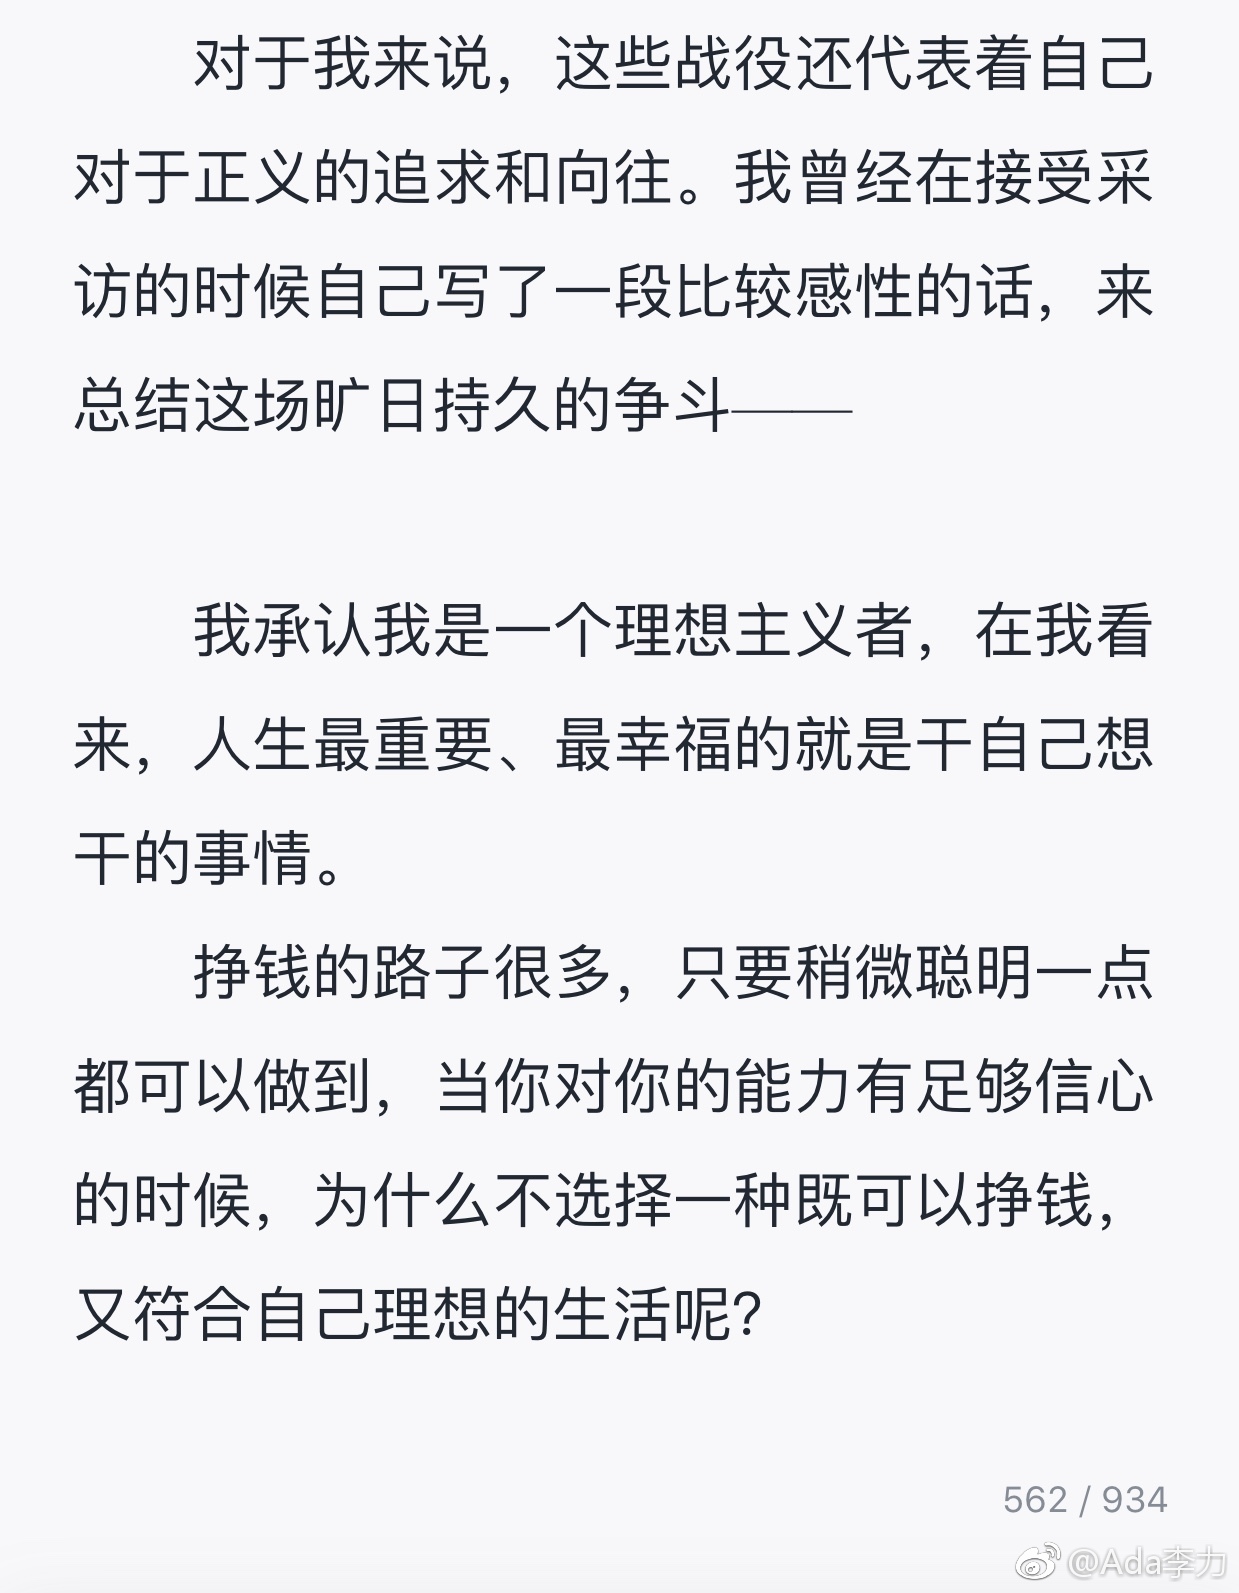 对于我来说，这些战役还代表着自己
对于正义的追求和向往。我曾经在接受采
访的时候自己写了一段比较感性的话，来
总结这场旷日持久的争斗——
我承认我是一个理想主义者，在我看
来，人生最重要、最幸福的就是干自己想
干的事情。
挣钱的路子很多，只要稍微聪明一点
都可以做到，当你对你的能力有足够信心
的时候，为什么不选择一种既可以挣钱，
又符合自己理想的生活呢？
562 / 934
@Ada李力